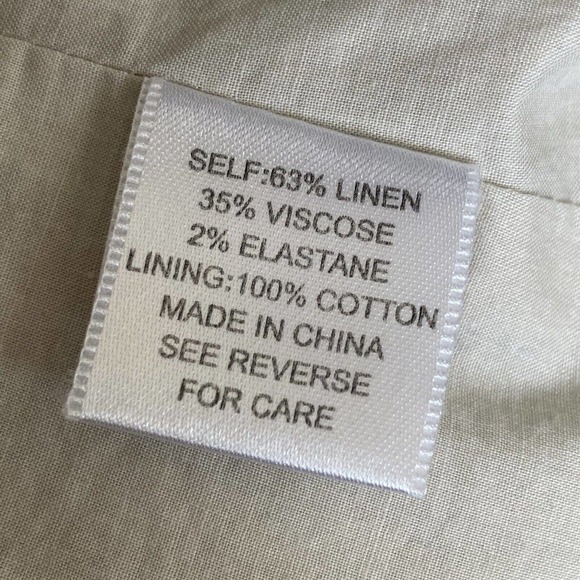 SELF:63% LINEN
35% VISCOSE
2% ELASTANE
LINING:100% COTTON
MADE IN CHINA
SEE REVERSE
FOR CARE